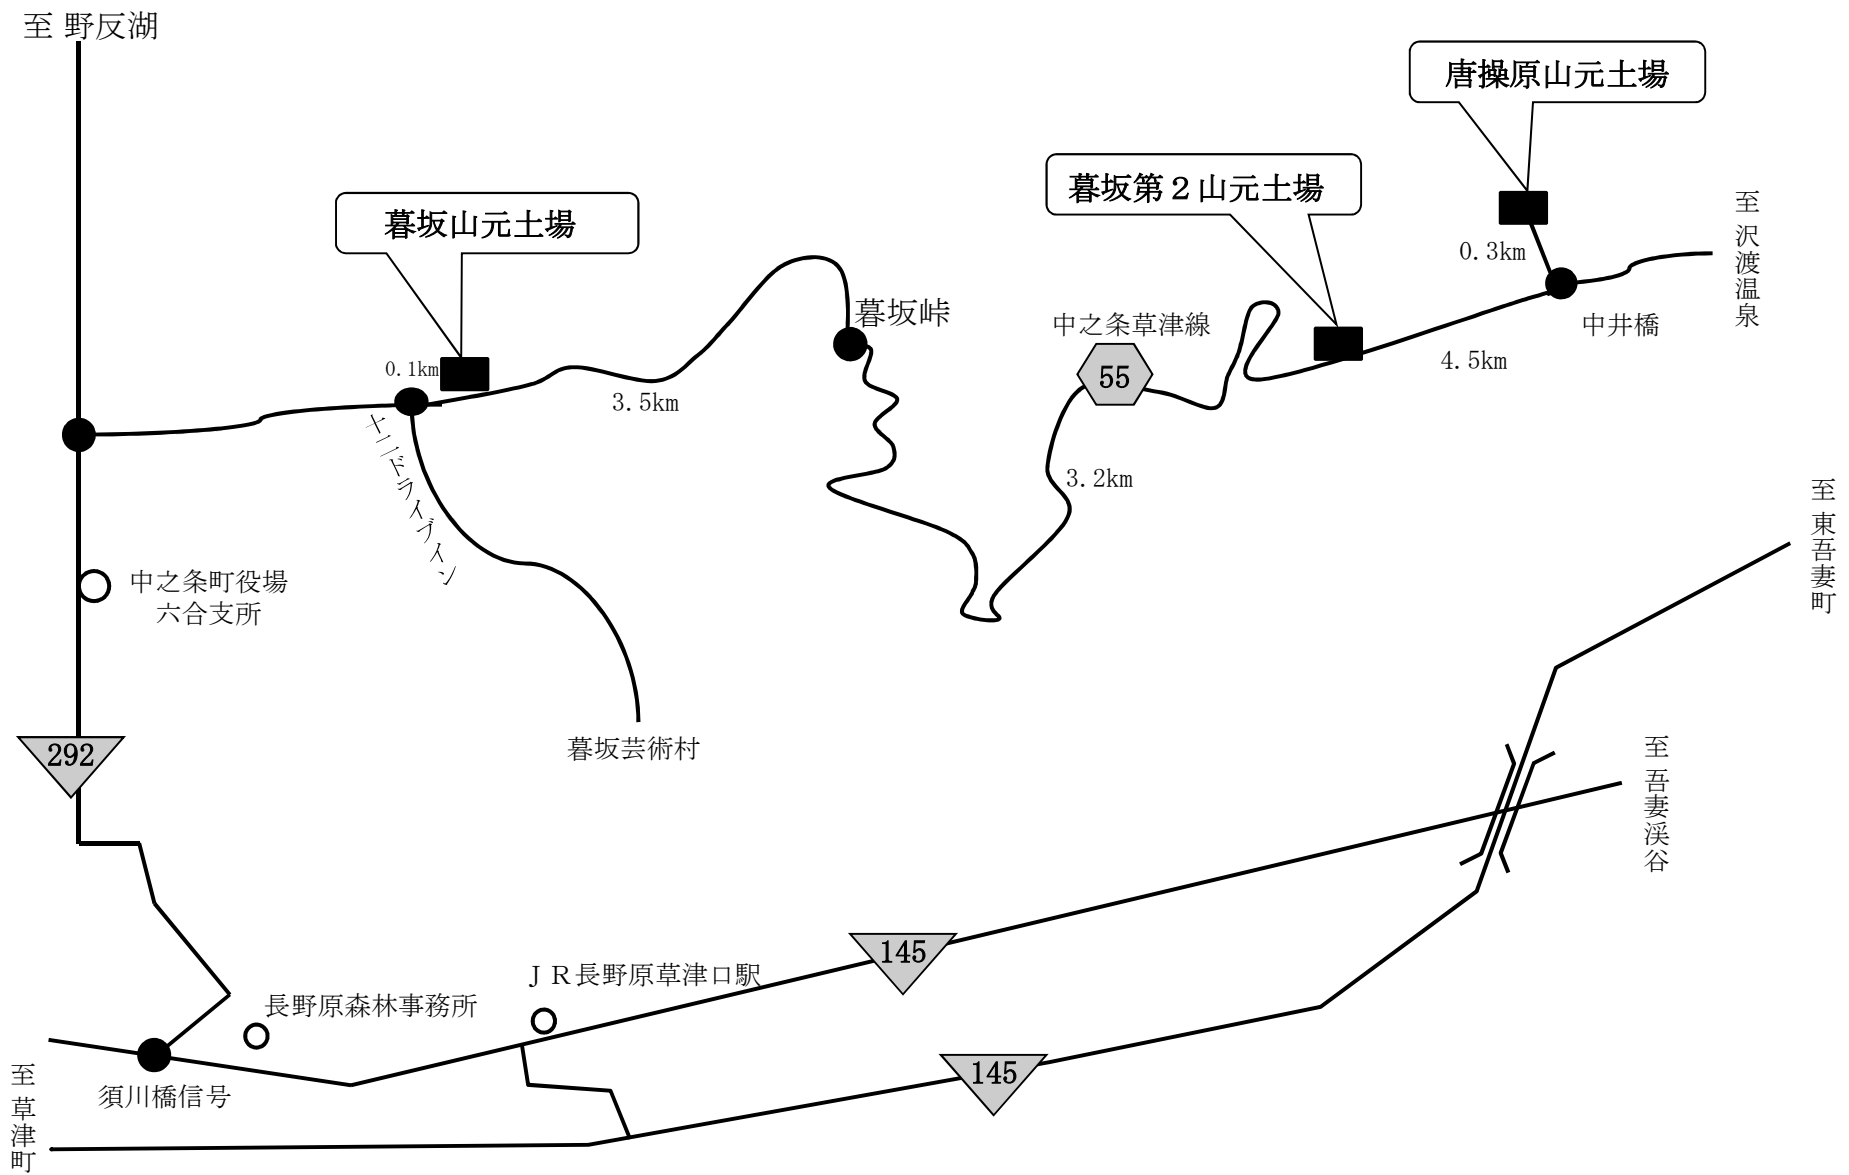 至 野反湖
唐操原山元土場
暮坂第２山元土場
暮坂山元土場
至 沢渡温泉
0.3km
暮坂峠
中之条草津線
中井橋
4.5km
0.1km
55
3.5km
十二ドライブイン
3.2km
至 東吾妻町
中之条町役場
六合支所
暮坂芸術村
292
至 吾妻渓谷
145
ＪＲ長野原草津口駅
長野原森林事務所
145
至 草津町
須川橋信号